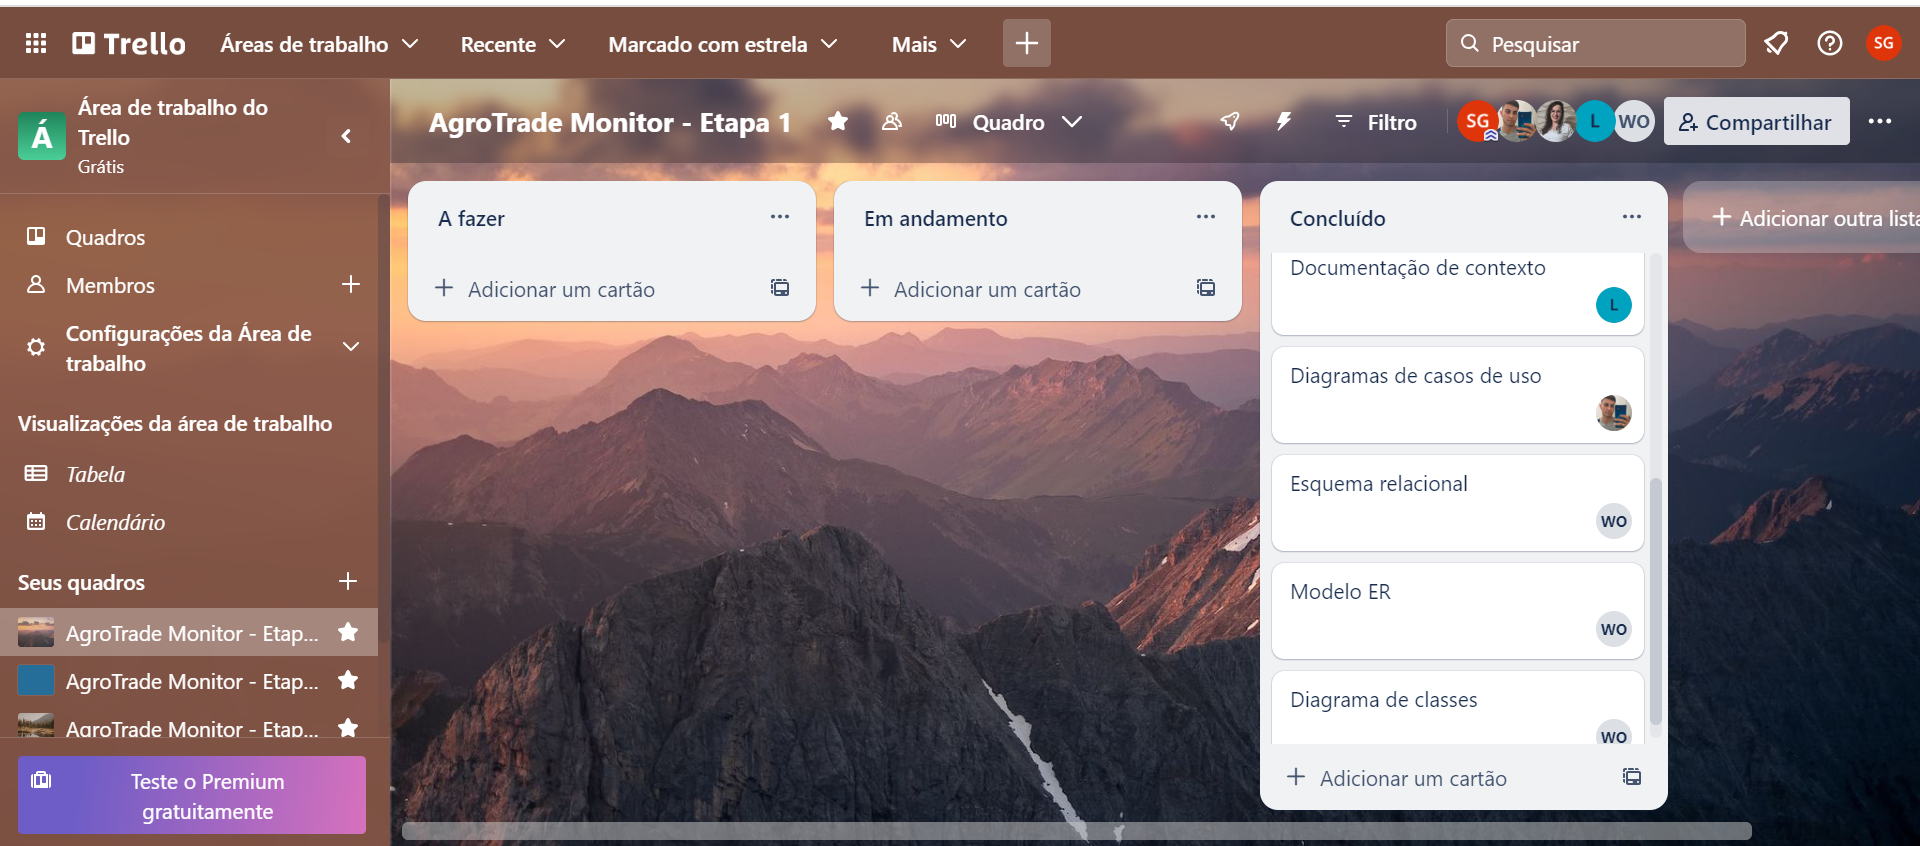 Trello
Áreas de trabalho
Recente
Marcado com estrela
Mais
Pesquisar
SG
Á
Área de trabalho do
Trello
Grátis
AgroTrade Monitor - Etapa 1
Quadro
Filtro
SG
L
WO
Compartilhar
Quadros
Membros
Configurações da Área de
trabalho
Visualizações da área de trabalho
Tabela
Calendário
Seus quadros
AgroTrade Monitor - Etap...
AgroTrade Monitor - Etap...
AgroTrade Monitor - Etap...
Teste o Premium
gratuitamente
A fazer
Adicionar um cartão
Em andamento
Adicionar um cartão
Concluído
Documentação de contexto
L
Diagramas de casos de uso
Esquema relacional
WO
Modelo ER
WO
Diagrama de classes
WO
Adicionar um cartão
Adicionar outra lista